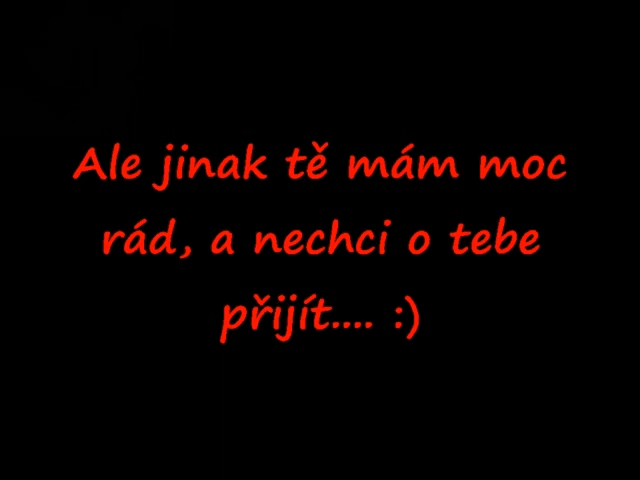 Ale jinak tě mám moc
rád, a nechci o tebe
přijít.... :)